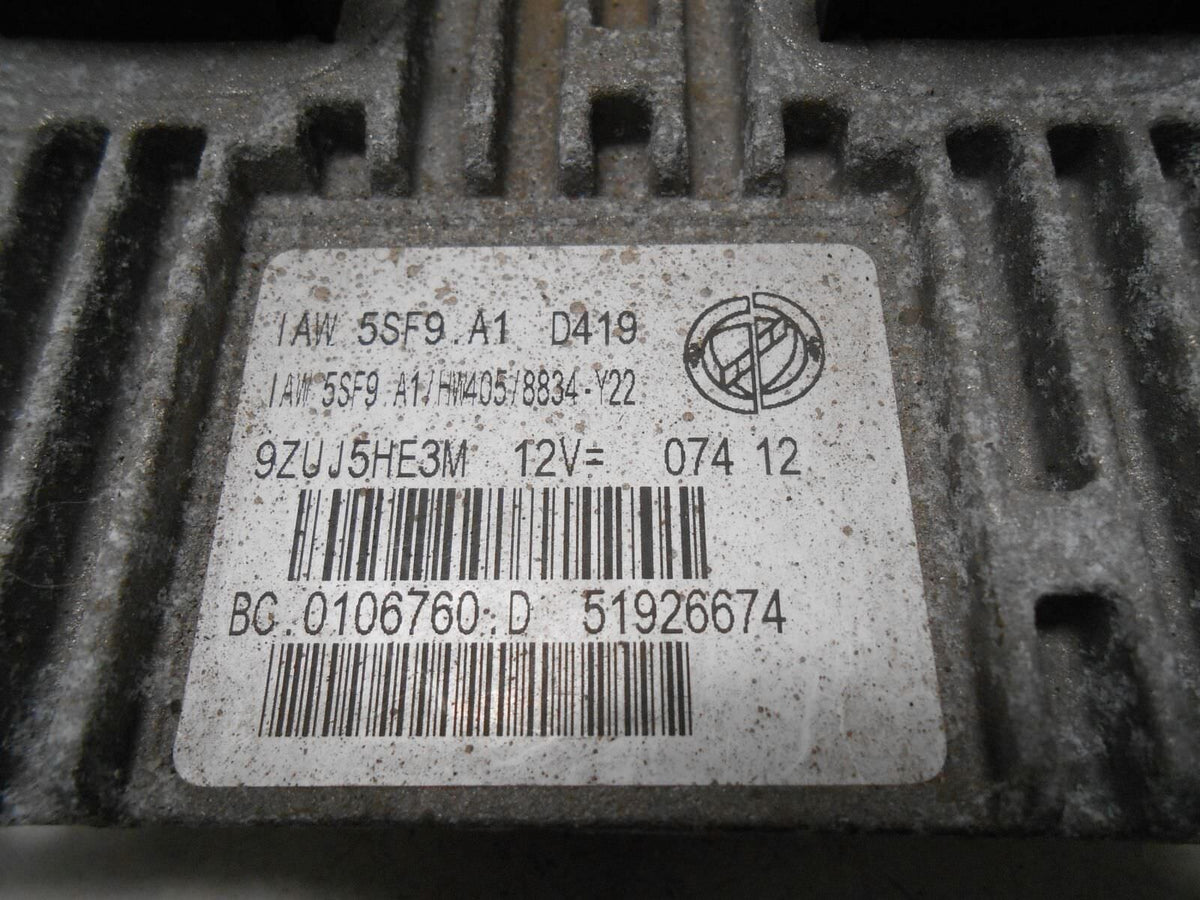 IAW 5SF9.A1 D419
IAW 5SF9 A1/HW405/8834-Y22
9ZUJ5HE3M 12V= 074 12
BC.0106760.D 51926674